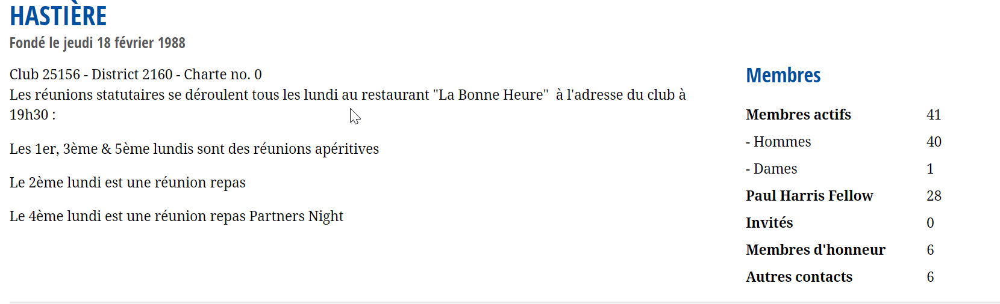 HASTIÈRE
Fondé le jeudi 18 février 1988
Club 25156 - District 2160 - Charte no. 0
Les réunions statutaires se déroulent tous les lundi au restaurant "La Bonne Heure"  à l'adresse du club à
19h30 :
Les 1er, 3ème & 5ème lundis sont des réunions apéritives
Le 2ème lundi est une réunion repas
Le 4ème lundi est une réunion repas Partners Night
Membres
Membres actifs 41
- Hommes 40
- Dames 1
Paul Harris Fellow 28
Invités 0
Membres d'honneur 6
Autres contacts 6